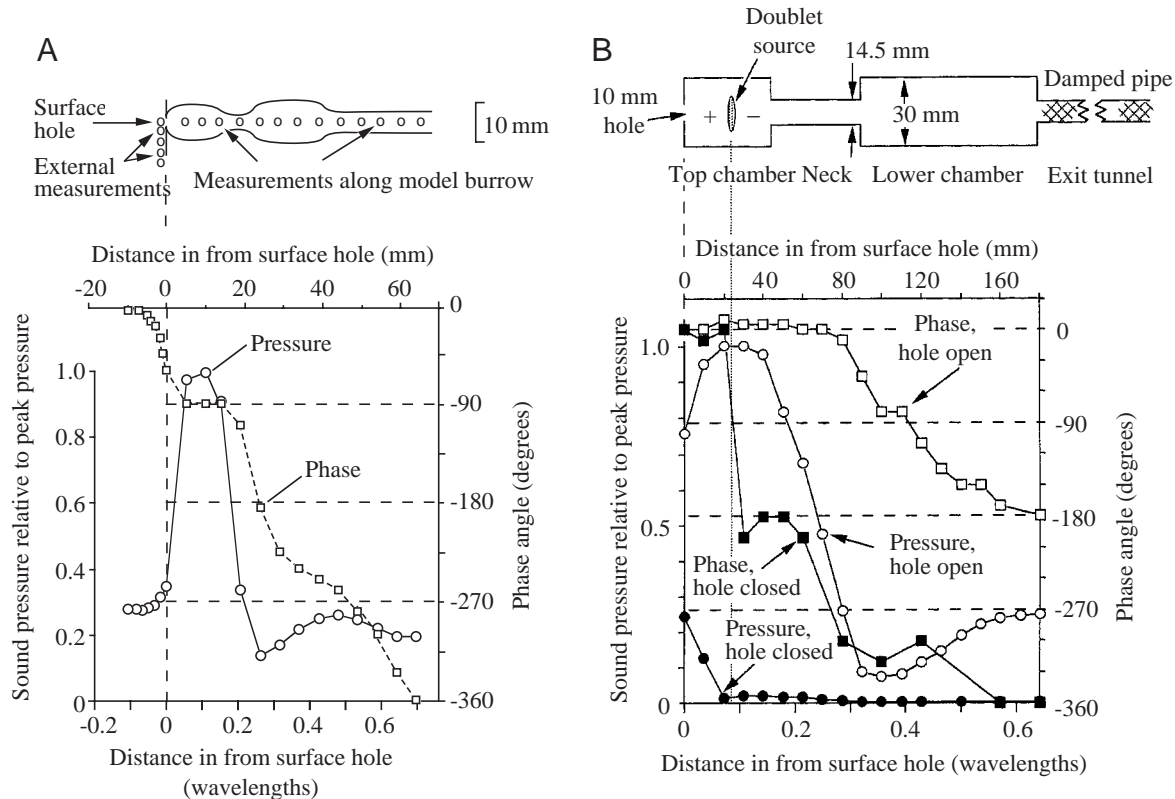 A
Surface
hole
External
measurements
Measurements along model burrow
10 mm
Distance in from surface hole (mm)
-20 0 20 40 60
Pressure
Phase
Sound pressure relative to peak pressure
1.0
0.8
0.6
0.4
0.2
0
0
-90
-180
-270
-360
Phase angle (degrees)
-0.2 0 0.2 0.4 0.6
Distance in from surface hole
(wavelengths)
B
Doublet
source
14.5 mm
10 mm
hole
+ −
30 mm
Damped pipe
Top chamber Neck Lower chamber Exit tunnel
Distance in from surface hole (mm)
0 40 80 120 160
Phase,
hole open
Pressure,
hole open
Phase,
hole closed
Pressure,
hole closed
Sound pressure relative to peak pressure
1.0
0.5
0
0
-90
-180
-270
-360
Phase angle (degrees)
0 0.2 0.4 0.6
Distance in from surface hole (wavelengths)